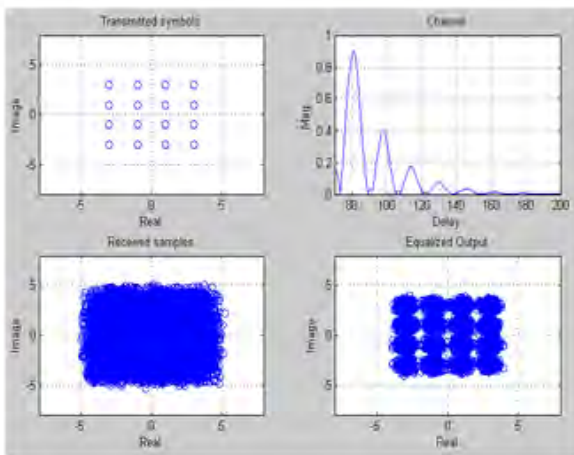 Transmitted symbols
Channel
5
0
-5
Image
-5
0
5
Real
1
0.8
0.6
0.4
0.2
0
Mag
80
100
120
140
160
180
200
Delay
Received samples
Equalized Output
5
0
-5
Image
-5
0
5
Real
5
0
-5
Image
-5
0
5
Real